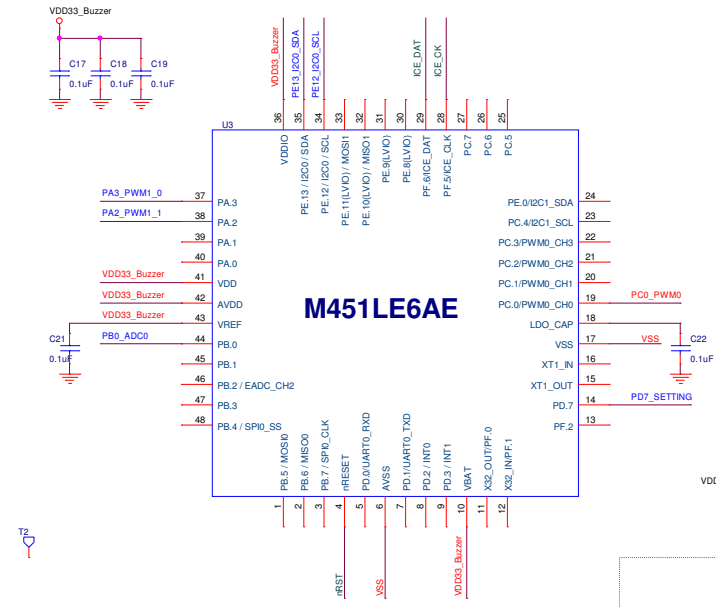 VDD33_Buzzer
C17
C18
C19
0.1uF
0.1uF
0.1uF
VDD33_Buzzer
PE13_I2C0_SDA
PE12_I2C0_SCL
ICE_DAT
ICE_CK
U3
36
35
34
33
32
31
30
29
28
27
26
25
VDDIO
PE.13 / I2C0 / SDA
PE.12 / I2C0 / SCL
PE.11(LVIO) / MOSI1
PE.10(LVIO) / MISO1
PE.9(LVIO)
PE.8(LVIO)
PF.6/ICE_DAT
PF.5/ICE_CLK
PC.7
PC.6
PC.5
PA3_PWM1_0
37
PA.3
PA2_PWM1_1
38
PA.2
39
PA.1
40
PA.0
VDD33_Buzzer
41
VDD
VDD33_Buzzer
42
AVDD
VDD33_Buzzer
43
VREF
C21
0.1uF
PB0_ADC0
44
PB.0
45
PB.1
46
PB.2 / EADC_CH2
47
PB.3
48
PB.4 / SPI0_SS
M451LE6AE
PE.0/I2C1_SDA
24
PC.4/I2C1_SCL
23
PC.3/PWM0_CH3
22
PC.2/PWM0_CH2
21
PC.1/PWM0_CH1
20
PC.0/PWM0_CH0
19
PC0_PWM0
LDO_CAP
18
VSS
17
VSS
C22
0.1uF
XT1_IN
16
XT1_OUT
15
PD.7
14
PD7_SETTING
PF.2
13
PB.5 / MOSI0
PB.6 / MISO0
PB.7 / SPI0_CLK
nRESET
PD.0/UART0_RXD
AVSS
PD.1/UART0_TXD
PD.2 / INT0
PD.3 / INT1
VBAT
X32_OUT/PF.0
X32_IN/PF.1
1
2
3
4
5
6
7
8
9
10
11
12
nRST
VSS
VDD33_Buzzer
T2